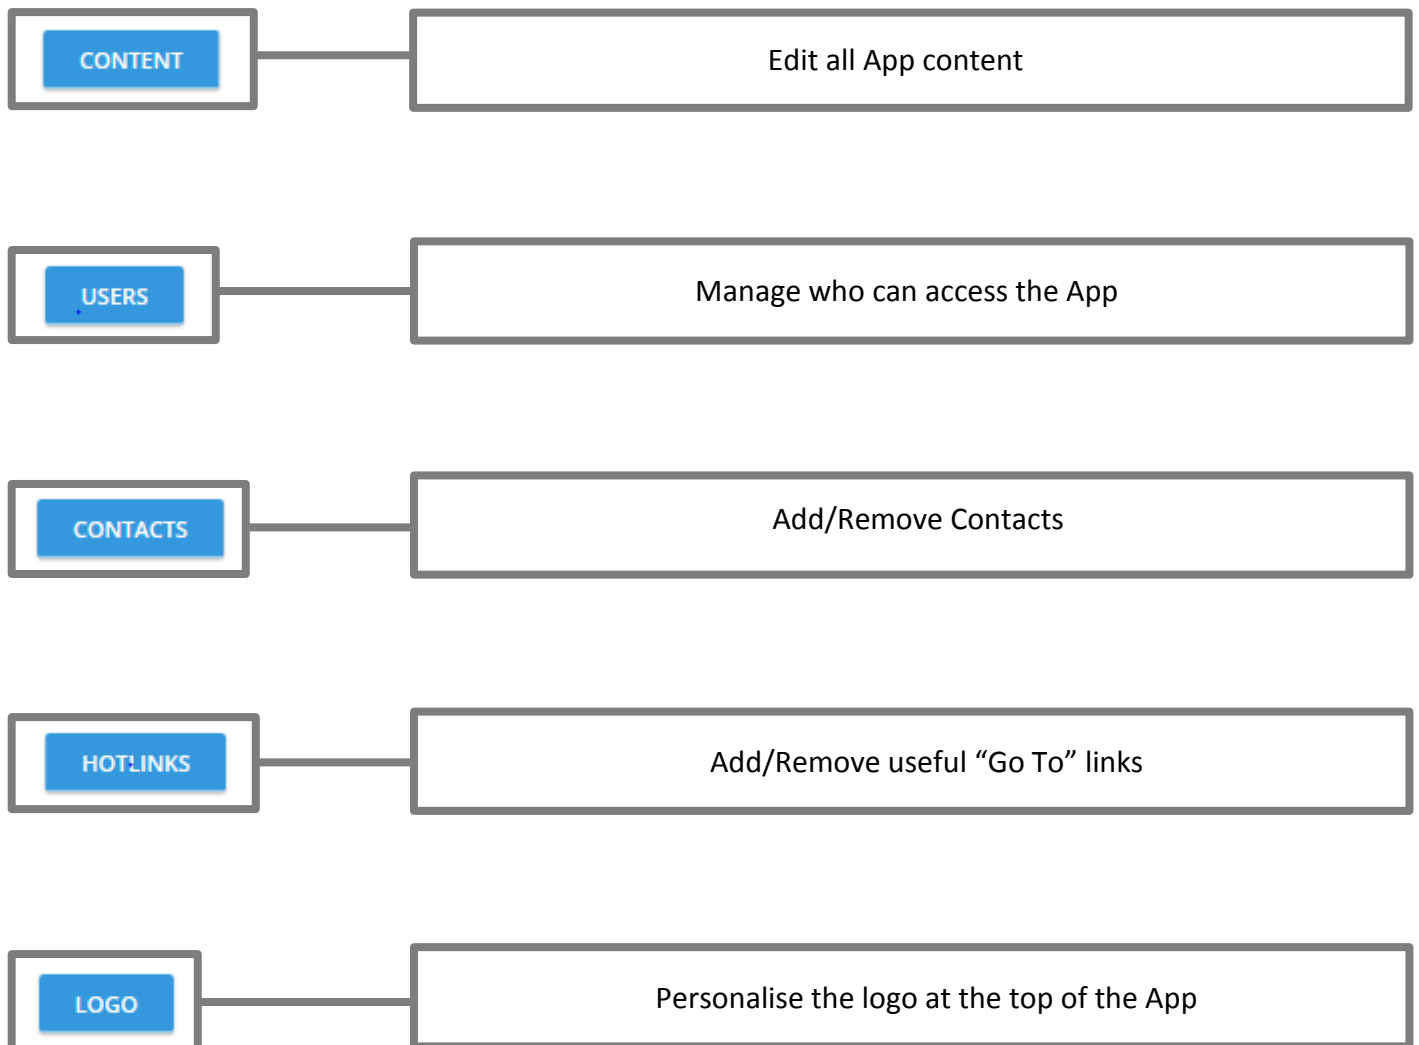 CONTENT
Edit all App content
USERS
Manage who can access the App
CONTACTS
Add/Remove Contacts
HOTLINKS
Add/Remove useful “Go To” links
LOGO
Personalise the logo at the top of the App